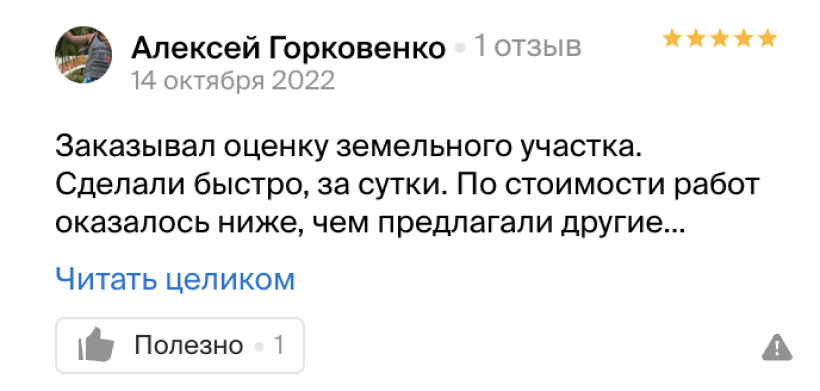 Алексей Горковенко • 1 отзыв
14 октября 2022
Заказывал оценку земельного участка.
Сделали быстро, за сутки. По стоимости работ
оказалось ниже, чем предлагали другие...
Читать целиком
Полезно • 1